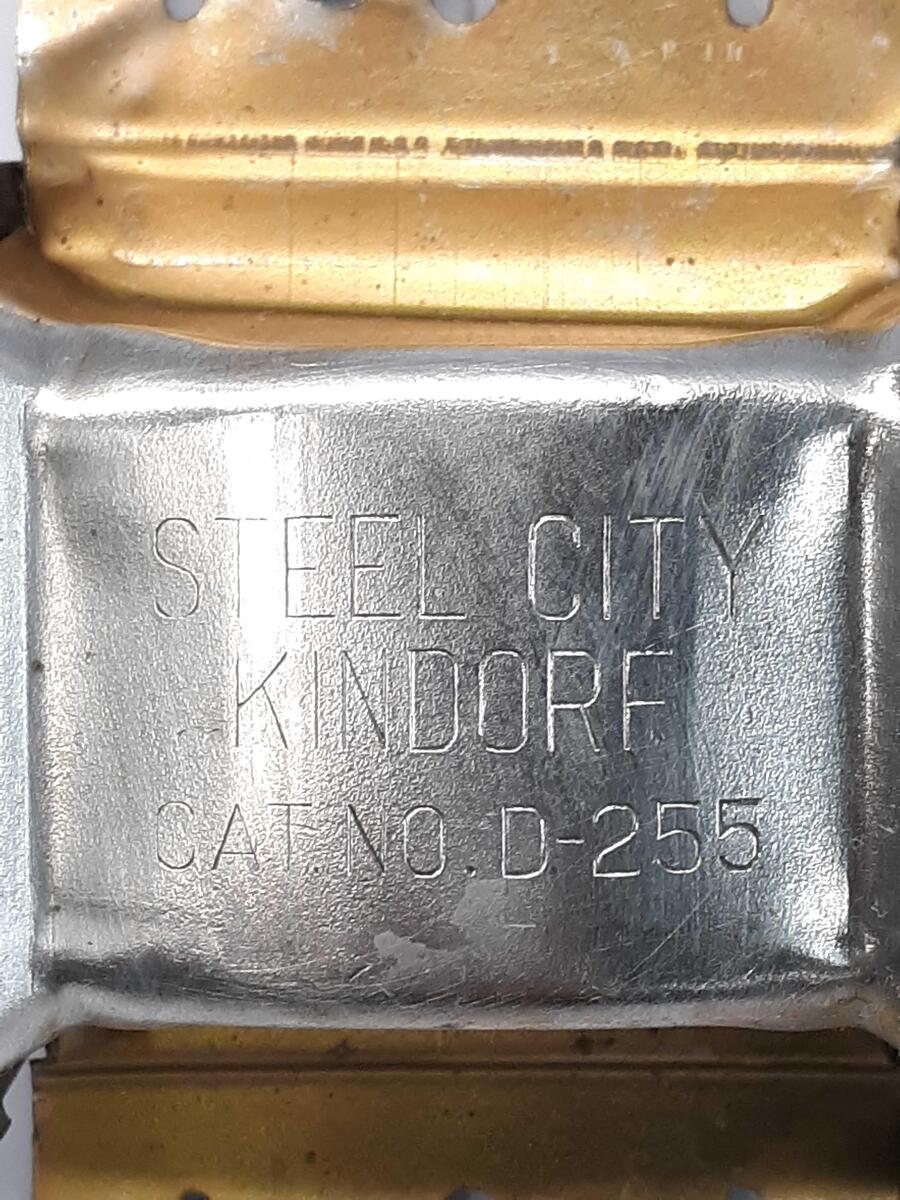 STEEL CITY
KINDORF
CAT. NO. D-255